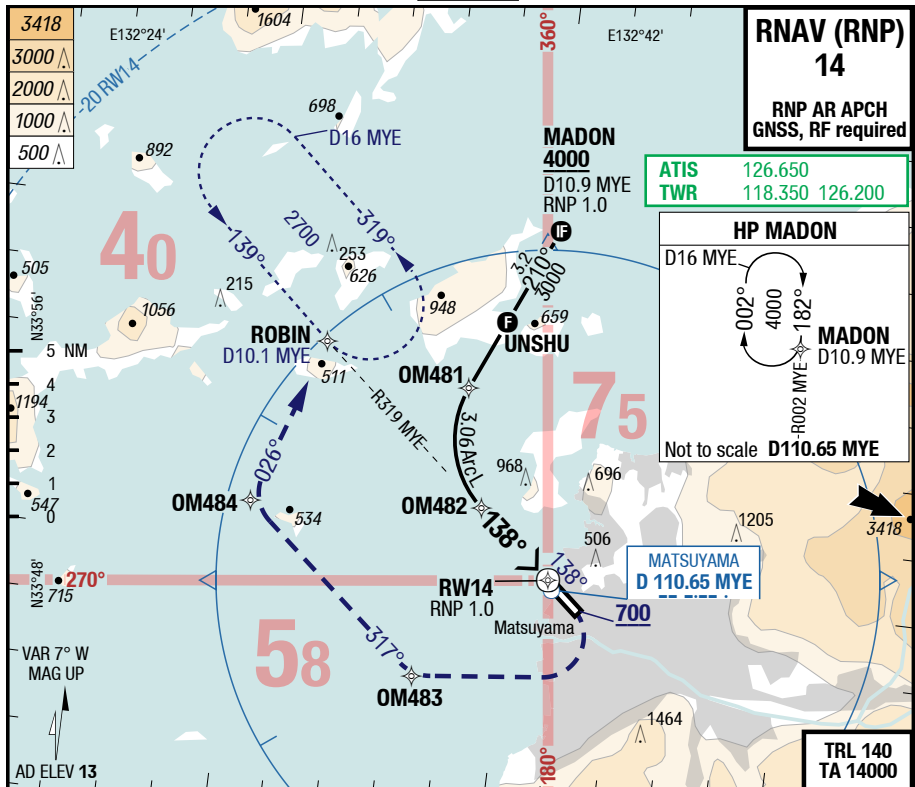 3418
3000
2000
1000
500
E132°24'
1604
E132°42'
360°
RNAV (RNP)
14
RNP AR APCH
GNSS, RF required
20 RW14
698
D16 MYE
892
MADON
4000
D10.9 MYE
RNP 1.0
ATIS 126.650
TWR 118.350 126.200
HP MADON
D16 MYE
002°
4000
182°
MADON
D10.9 MYE
R002 MYE
Not to scale D110.65 MYE
40
139°
2700
319°
253
626
215
505
N33°56'
1056
948
IF
3.2
210°
3000
F
659
UNSHU
ROBIN
D10.1 MYE
511
5 NM
4
3
2
1
0
1194
547
OM481
R319 MYE
3.06 Arc L
75
026°
OM484
534
968
696
OM482
138°
506
1205
3418
N33°48'
715
270°
RW14
RNP 1.0
138°
MATSUYAMA
D 110.65 MYE
Matsuyama
700
VAR 7° W
MAG UP
58
317°
OM483
1464
AD ELEV 13
180°
TRL 140
TA 14000